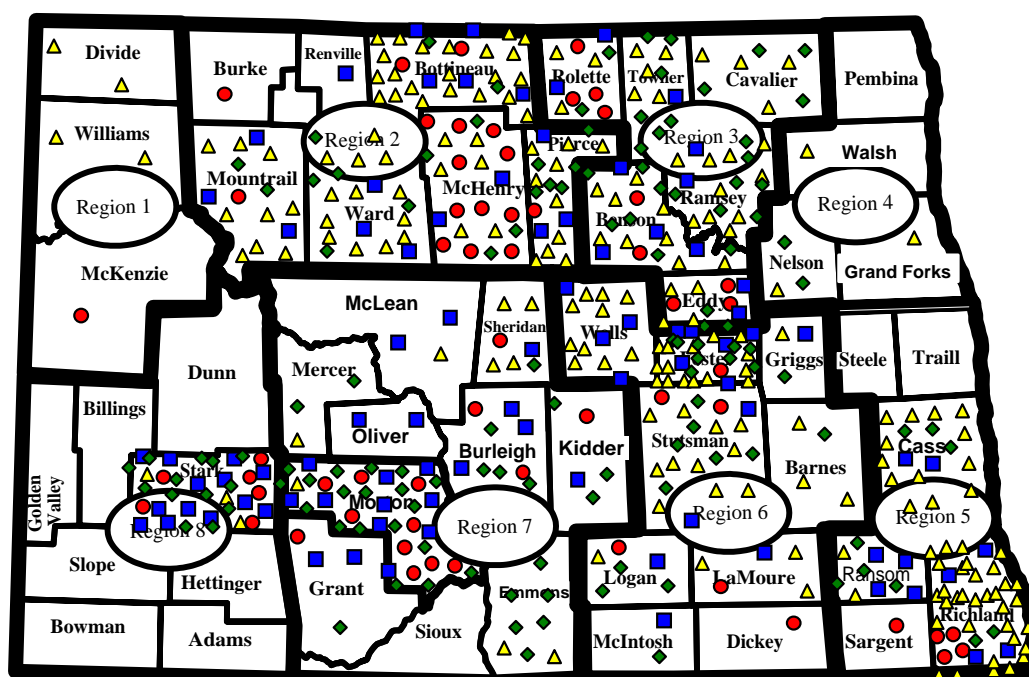 Divide
Burke
Renville
Bottineau
Rolette
Towner
Cavalier
Pembina
Williams
Region 2
Pierce
Region 3
Walsh
Mountrail
McHenry
Ramsey
Region 1
Ward
Benson
Region 4
McKenzie
Nelson
Grand Forks
McLean
Sheridan
Wells
Eddy
Dunn
Mercer
Foster
Griggs
Steele
Traill
Billings
Oliver
Burleigh
Kidder
Stutsman
Cass
Golden
Valley
Stark
Morton
Barnes
Region 8
Region 7
Region 6
Region 5
Slope
Hettinger
Grant
Emmons
Logan
LaMoure
Ransom
Richland
Bowman
Adams
Sioux
McIntosh
Dickey
Sargent